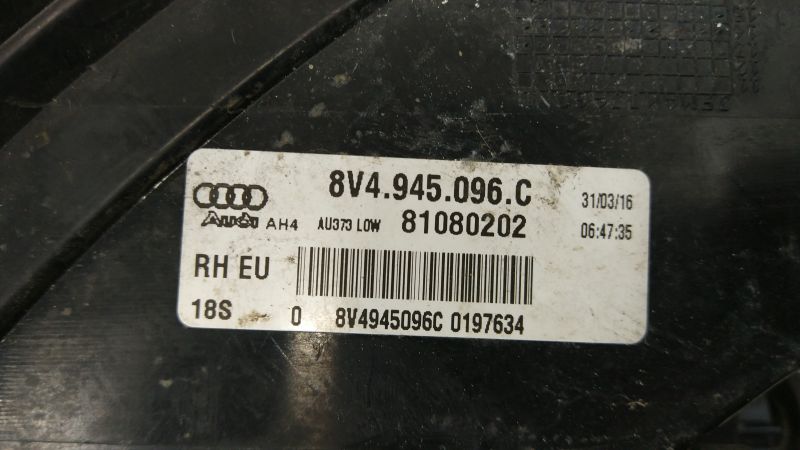 8V4.945.096.C
31/03/16
Audi AH4 AU373 LOW 81080202
06:47:35
RH EU
18S 0 8V4945096C 0197634